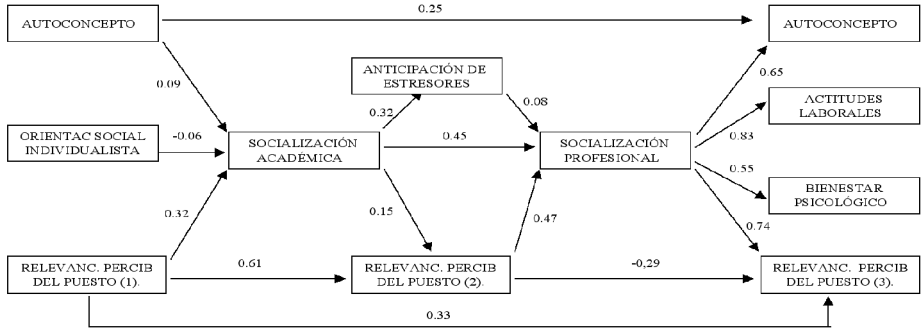 0.25
AUTOCONCEPTO
AUTOCONCEPTO
ANTICIPACIÓN DE
ESTRESORES
0.65
0.09
0.32
0.08
ACTITUDES
LABORALES
ORIENTAC SOCIAL
INDIVIDUALISTA
-0.06
SOCIALIZACIÓN
ACADÉMICA
0.45
SOCIALIZACIÓN
PROFESIONAL
0.83
0.55
BIENESTAR
PSICOLÓGICO
0.32
0.15
0.47
0.74
RELEVANC. PERCIB
DEL PUESTO (1).
0.61
RELEVANC. PERCIB
DEL PUESTO (2).
-0,29
RELEVANC. PERCIB
DEL PUESTO (3).
0.33